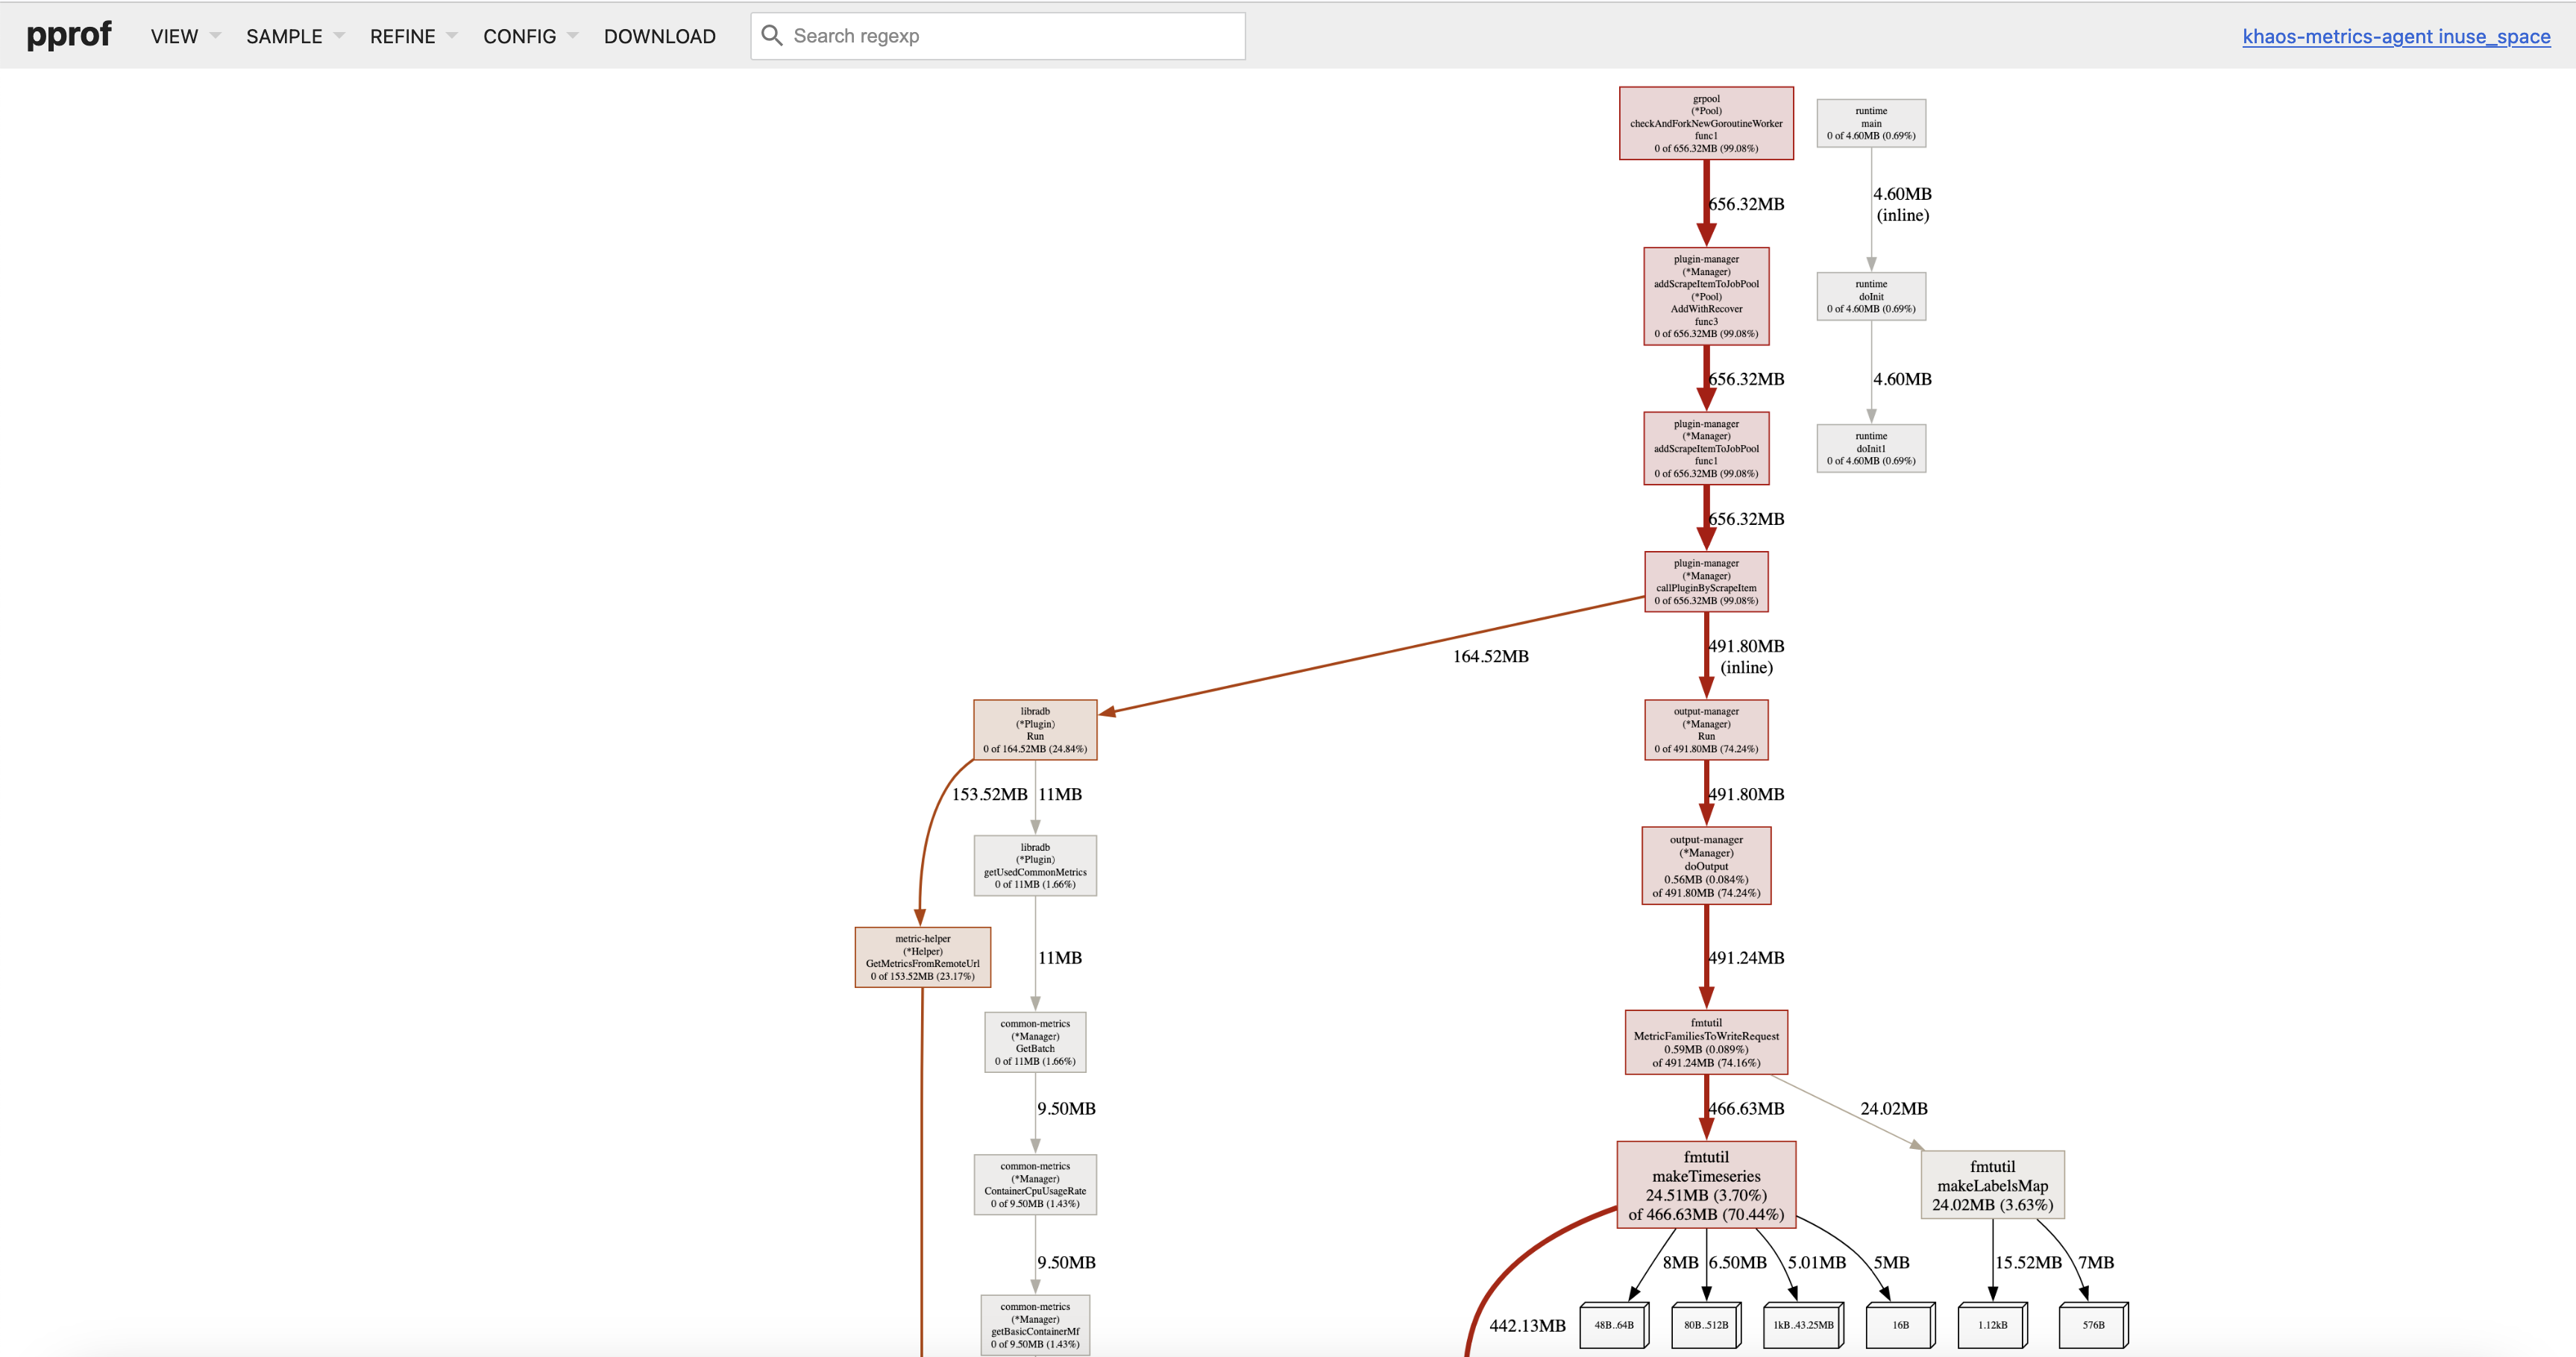 pprof
VIEW
SAMPLE
REFINE
CONFIG
DOWNLOAD
Search regexp
khaos-metrics-agent inuse_space
grpool
(*Pool)
checkAndForkNewGoroutineWorker
func1
0 of 656.32MB (99.08%)
runtime
main
0 of 4.60MB (0.69%)
656.32MB
4.60MB
(inline)
plugin-manager
(*Manager)
addScrapeItemToJobPool
(*Pool)
AddWithRecover
func3
0 of 656.32MB (99.08%)
runtime
doInit
0 of 4.60MB (0.69%)
656.32MB
4.60MB
plugin-manager
(*Manager)
addScrapeItemToJobPool
func1
0 of 656.32MB (99.08%)
runtime
doInit1
0 of 4.60MB (0.69%)
656.32MB
plugin-manager
(*Manager)
callPluginByScrapeItem
0 of 656.32MB (99.08%)
164.52MB
491.80MB
(inline)
libradb
(*Plugin)
Run
0 of 164.52MB (24.84%)
output-manager
(*Manager)
Run
0 of 491.80MB (74.24%)
153.52MB
11MB
491.80MB
libradb
(*Plugin)
getUsedCommonMetrics
0 of 11MB (1.66%)
output-manager
(*Manager)
doOutput
0.56MB (0.084%)
of 491.80MB (74.24%)
metric-helper
(*Helper)
GetMetricsFromRemoteUrl
0 of 153.52MB (23.17%)
11MB
491.24MB
common-metrics
(*Manager)
GetBatch
0 of 11MB (1.66%)
fmtutil
MetricFamiliesToWriteRequest
0.59MB (0.089%)
of 491.24MB (74.16%)
9.50MB
466.63MB
24.02MB
common-metrics
(*Manager)
ContainerCpuUsageRate
0 of 9.50MB (1.43%)
fmtutil
makeTimeseries
24.51MB (3.70%)
of 466.63MB (70.44%)
fmtutil
makeLabelsMap
24.02MB (3.63%)
9.50MB
8MB
6.50MB
5.01MB
5MB
15.52MB
7MB
common-metrics
(*Manager)
getBasicContainerMf
0 of 9.50MB (1.43%)
442.13MB
48B..64B
80B..512B
1kB..43.25MB
16B
1.12kB
576B